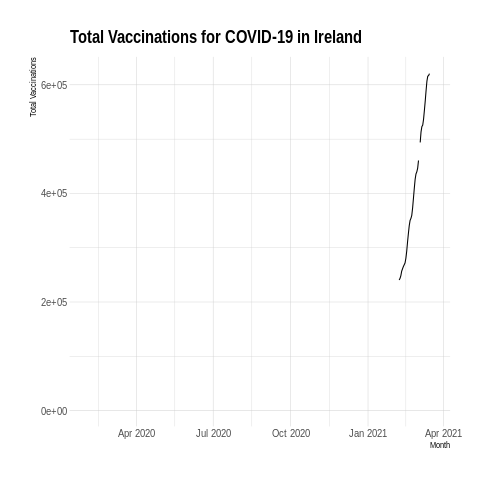 Total Vaccinations for COVID-19 in Ireland
Total Vaccinations
6e+05
4e+05
2e+05
0e+00
Apr 2020 Jul 2020 Oct 2020 Jan 2021 Apr 2021
Month